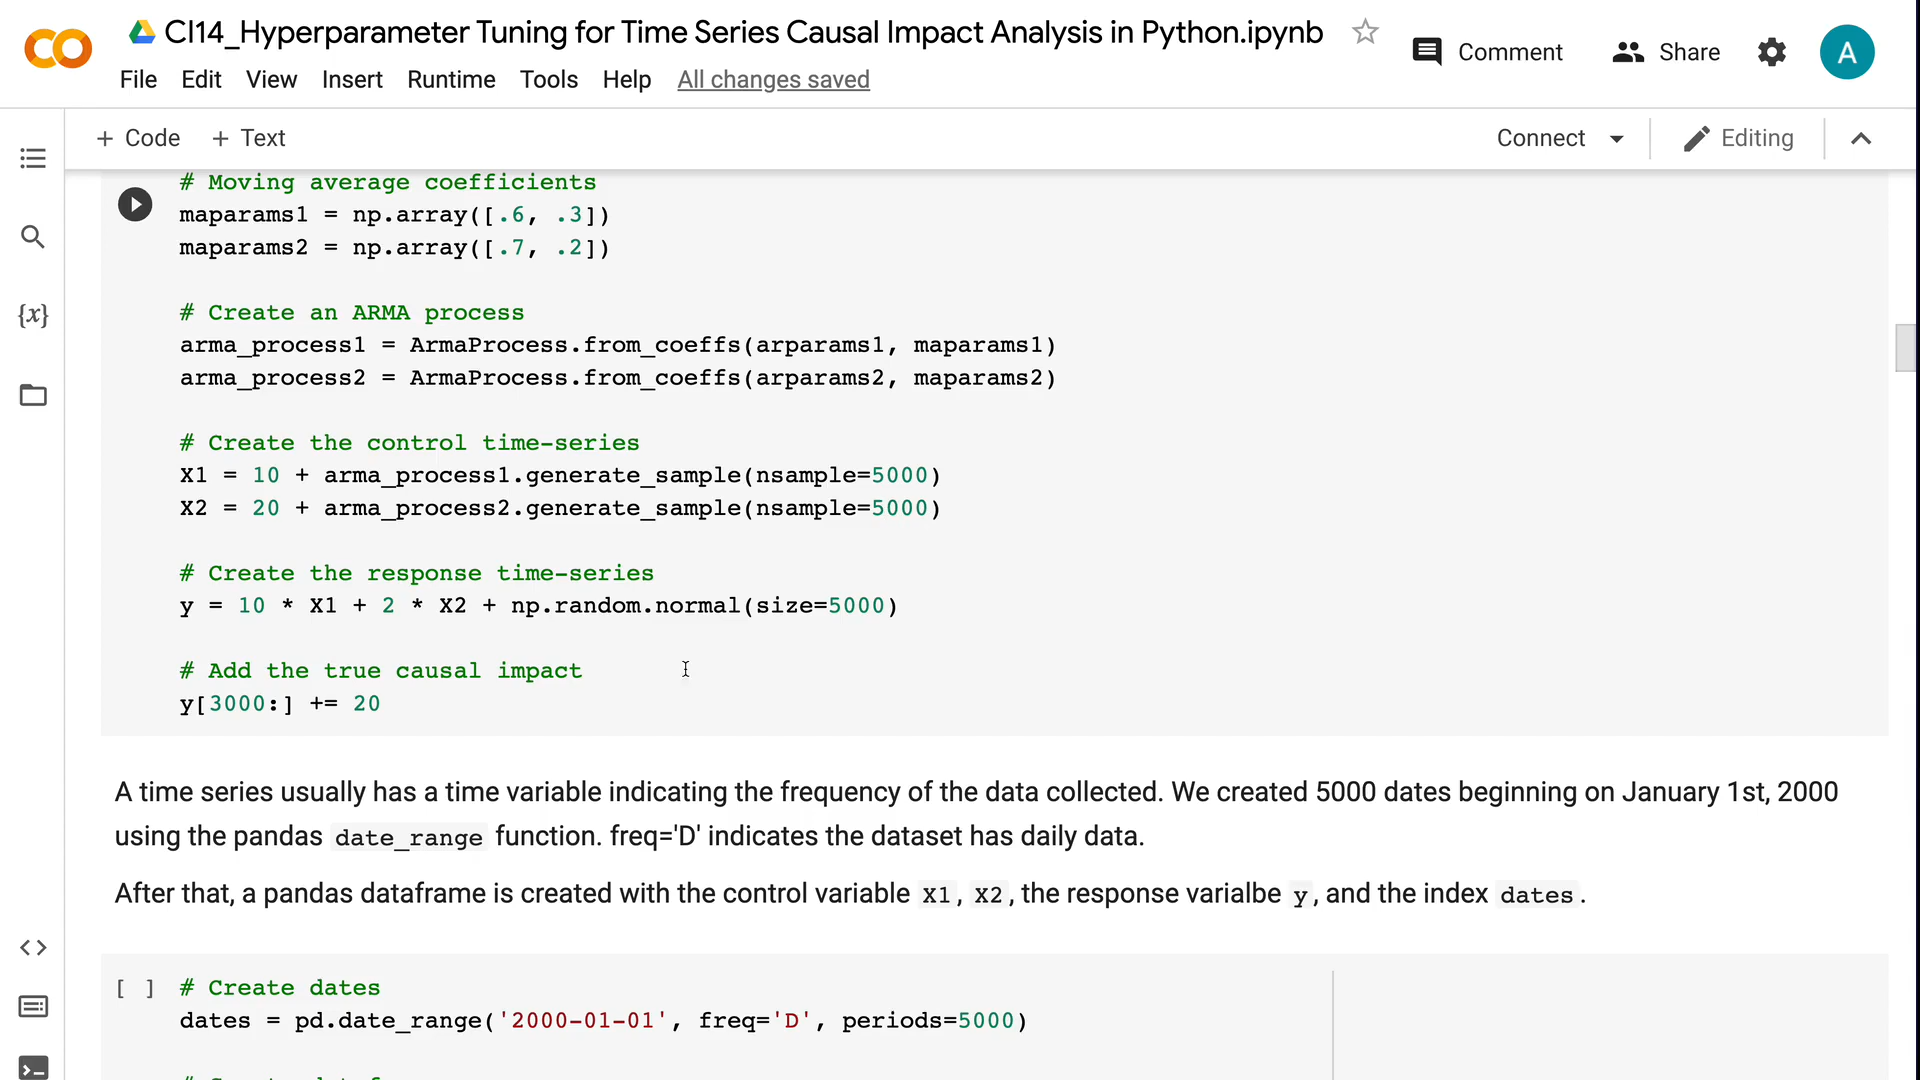 CI14_Hyperparameter Tuning for Time Series Causal Impact Analysis in Python.ipynb
Comment
Share
A
File Edit View Insert Runtime Tools Help All changes saved
+ Code + Text
Connect
Editing
# Moving average coefficients
maparams1 = np.array([.6, .3])
maparams2 = np.array([.7, .2])
# Create an ARMA process
arma_process1 = ArmaProcess.from_coeffs(arparams1, maparams1)
arma_process2 = ArmaProcess.from_coeffs(arparams2, maparams2)
# Create the control time-series
X1 = 10 + arma_process1.generate_sample(nsample=5000)
X2 = 20 + arma_process2.generate_sample(nsample=5000)
# Create the response time-series
y = 10 * X1 + 2 * X2 + np.random.normal(size=5000)
# Add the true causal impact
y[3000:] += 20
A time series usually has a time variable indicating the frequency of the data collected. We created 5000 dates beginning on January 1st, 2000
using the pandas date_range function. freq='D' indicates the dataset has daily data.
After that, a pandas dataframe is created with the control variable X1, X2, the response varialbe y, and the index dates.
[ ] # Create dates
dates = pd.date_range('2000-01-01', freq='D', periods=5000)